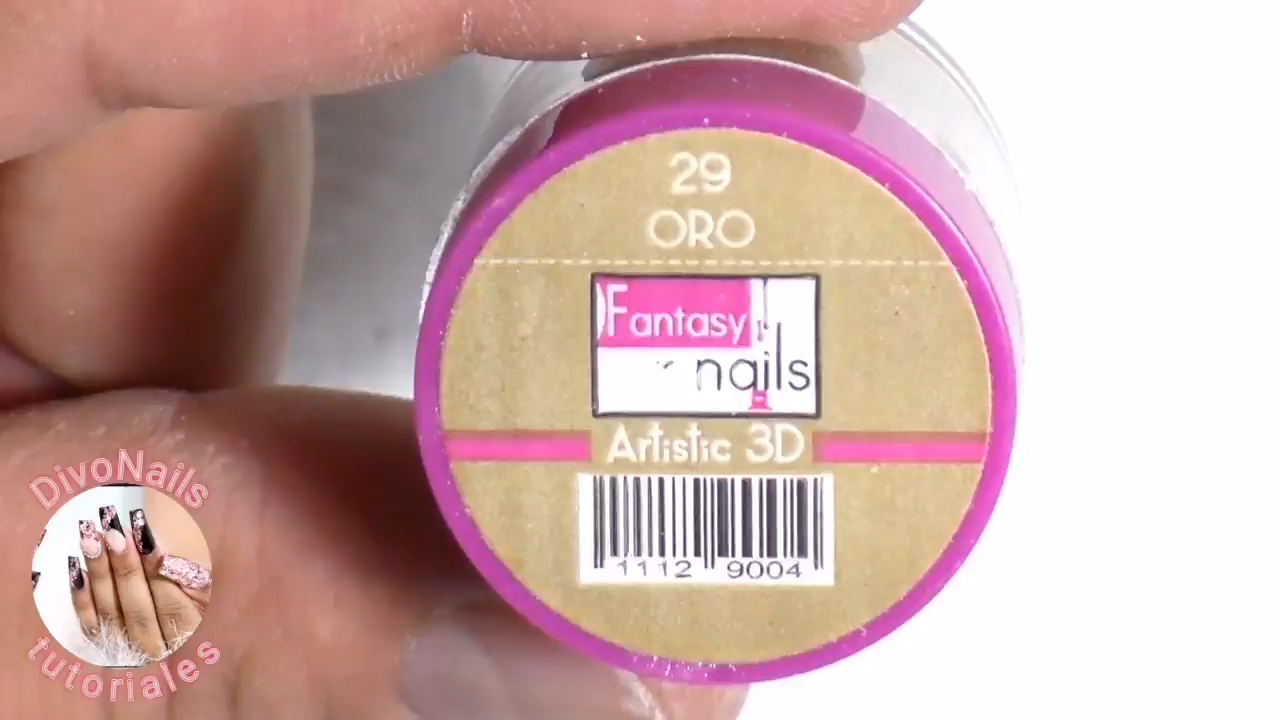 29
ORO
Fantasy
nails
Artistic 3D
1112 9004
DivoNails
tutoriales